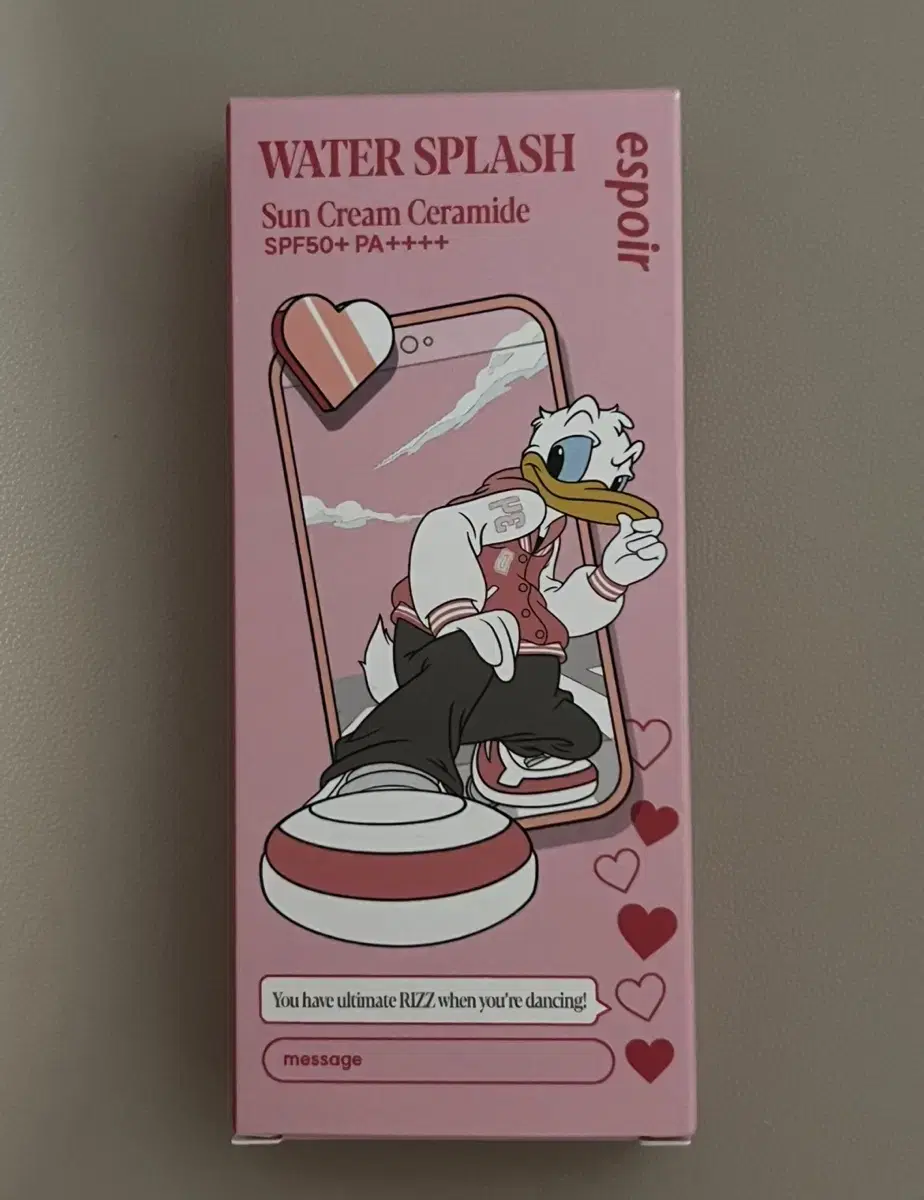 WATER SPLASH
Sun Cream Ceramide
SPF50+ PA++++
espoir
You have ultimate RIZZ when you're dancing!
message